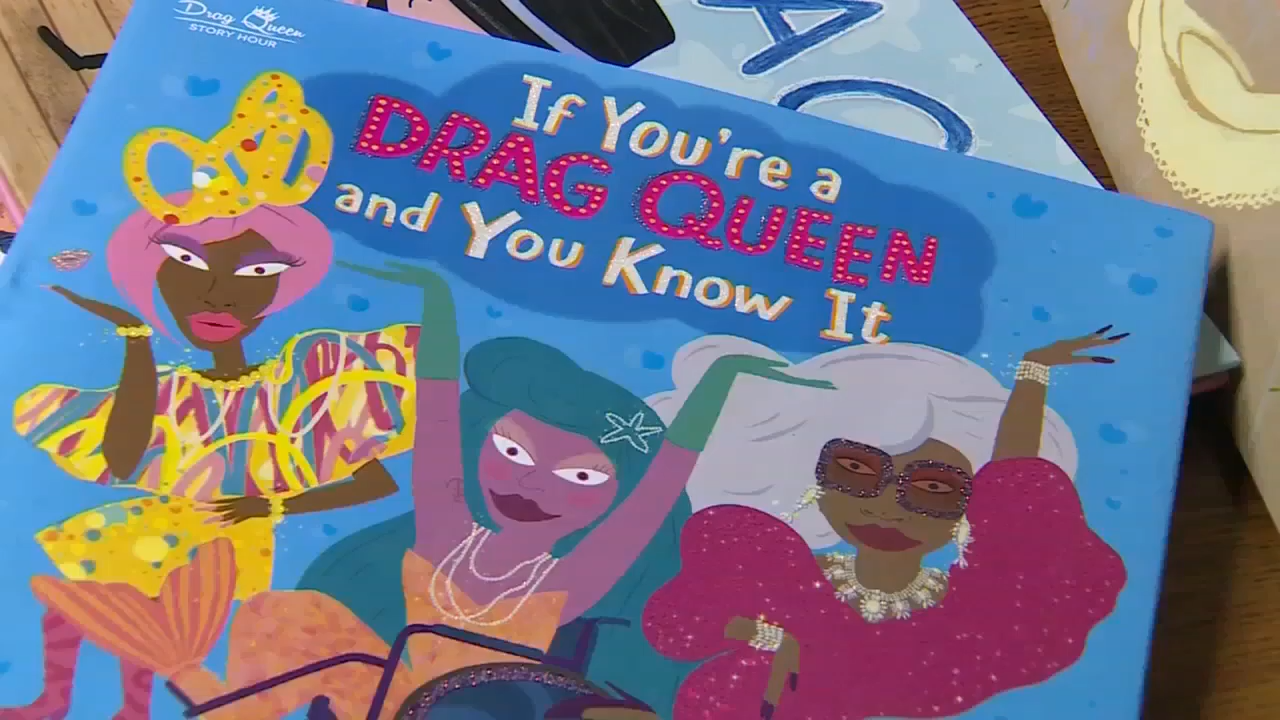 Drag Queen
STORY HOUR
If You're a
DRAG QUEEN
and You Know It